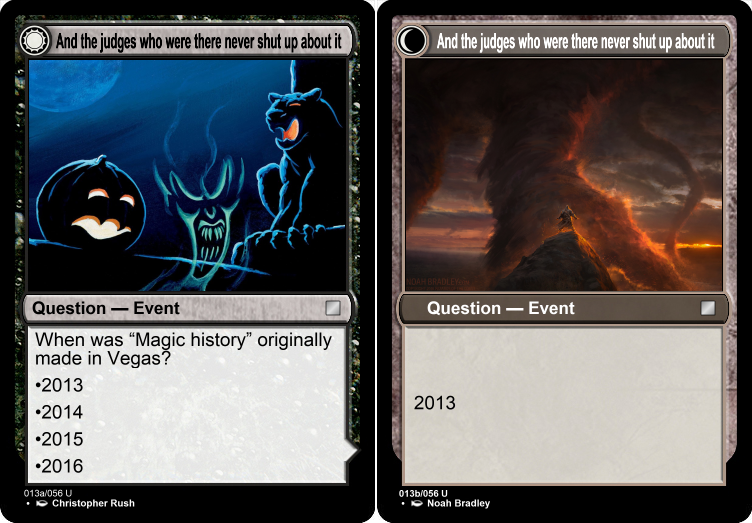 And the judges who were there never shut up about it
Question — Event
When was “Magic history” originally
made in Vegas?
•2013
•2014
•2015
•2016
013a/056 U
• Christopher Rush
And the judges who were there never shut up about it
NOAH BRADLEY
Question — Event
2013
013b/056 U
• Noah Bradley